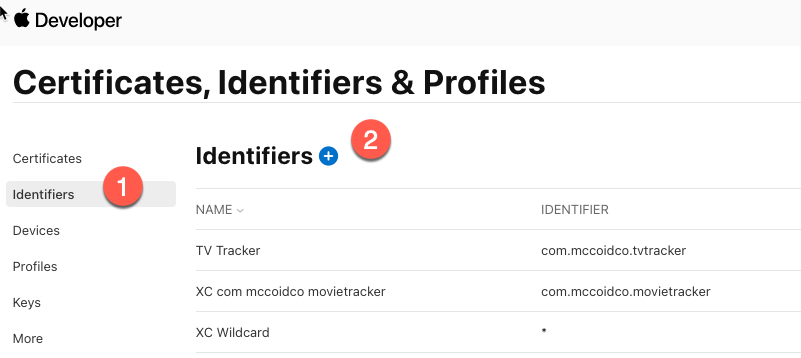 Developer
Certificates, Identifiers & Profiles
Certificates
Identifiers
Devices
Profiles
Keys
More
1
Identifiers +
2
NAME IDENTIFIER
TV Tracker com.mccoidco.tvtracker
XC com mccoidco movietracker com.mccoidco.movietracker
XC Wildcard *